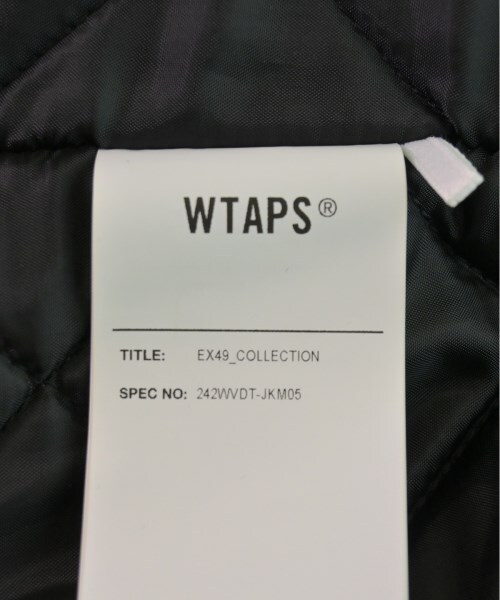 WTAPS®
TITLE: EX49_COLLECTION
SPEC NO: 242WVDT-JKM05